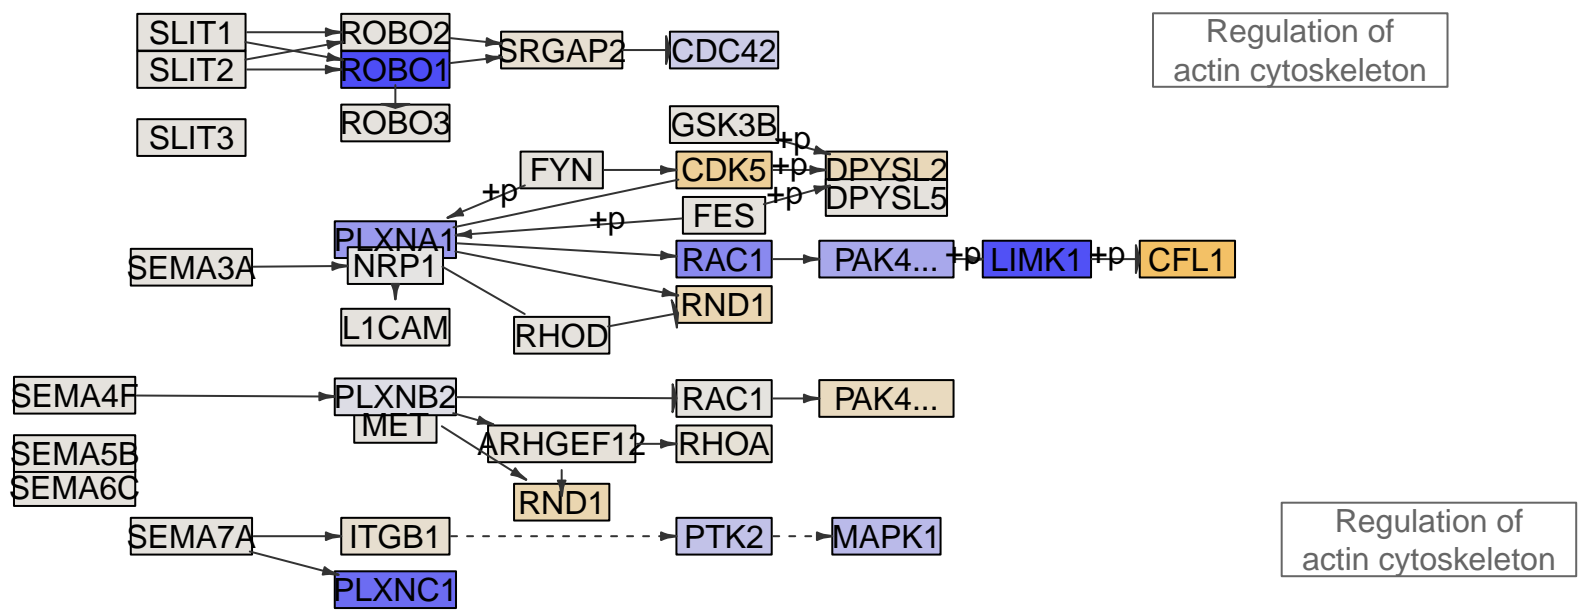 SLIT1
ROBO2
SRGAP2
CDC42
Regulation of
actin cytoskeleton
SLIT2
ROBO1
SLIT3
ROBO3
GSK3B
+p
FYN
CDK5
+p
DPYSL2
+p
FES
+p
DPYSL5
PLXNA1
+p
SEMA3A
NRP1
RAC1
PAK4...
+p
LIMK1
+p
CFL1
RND1
L1CAM
RHOD
SEMA4F
PLXNB2
RAC1
PAK4...
MET
ARHGEF12
RHOA
SEMA5B
SEMA6C
RND1
SEMA7A
ITGB1
PTK2
MAPK1
Regulation of
actin cytoskeleton
PLXNC1